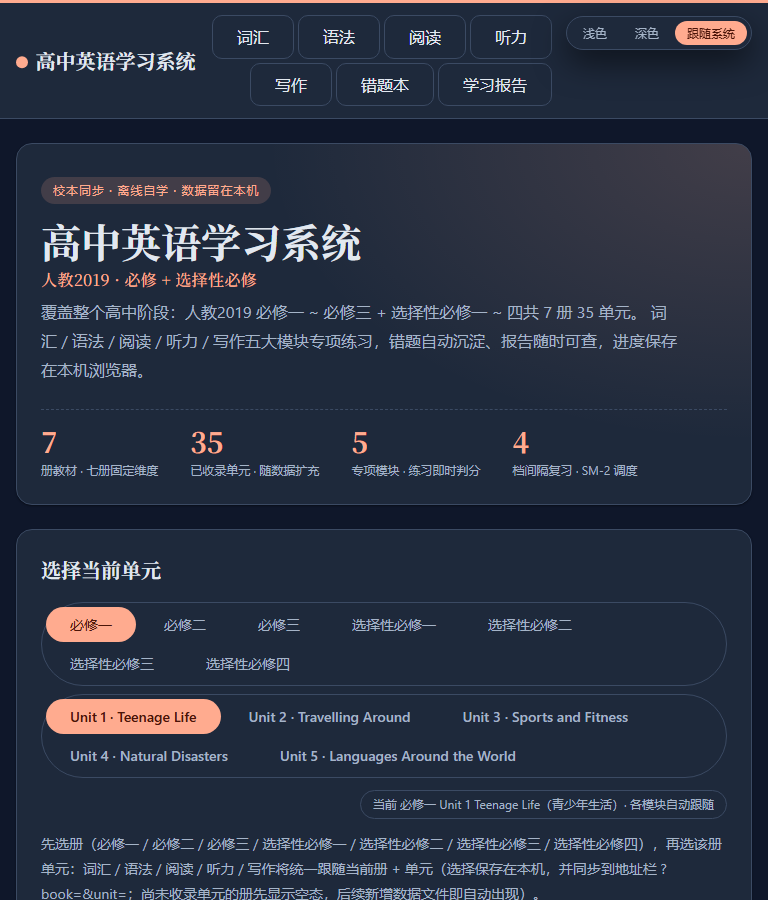 高中英语学习系统
词汇 语法 阅读 听力
写作 错题本 学习报告
浅色 深色 跟随系统
校本同步 · 离线自学 · 数据留在本机
高中英语学习系统
人教2019 · 必修 + 选择性必修
覆盖整个高中阶段：人教2019 必修一 ~ 必修三 + 选择性必修一 ~ 四共 7 册 35 单元。 词
汇 / 语法 / 阅读 / 听力 / 写作五大模块专项练习，错题自动沉淀、报告随时可查，进度保存
在本机浏览器。
7 35 5 4
册教材 · 七册固定维度 已收录单元 · 随数据扩充 专项模块 · 练习即时判分 档间隔复习 · SM-2 调度
选择当前单元
必修一 必修二 必修三 选择性必修一 选择性必修二
选择性必修三 选择性必修四
Unit 1 · Teenage Life Unit 2 · Travelling Around Unit 3 · Sports and Fitness
Unit 4 · Natural Disasters Unit 5 · Languages Around the World
当前 必修一 Unit 1 Teenage Life（青少年生活）· 各模块自动跟随
先选册（必修一 / 必修二 / 必修三 / 选择性必修一 / 选择性必修二 / 选择性必修三 / 选择性必修四），再选该册
单元：词汇 / 语法 / 阅读 / 听力 / 写作将统一跟随当前册 + 单元（选择保存在本机，并同步到地址栏 ?
book=&unit=；尚未收录单元的册先显示空态，后续新增数据文件即自动出现）。